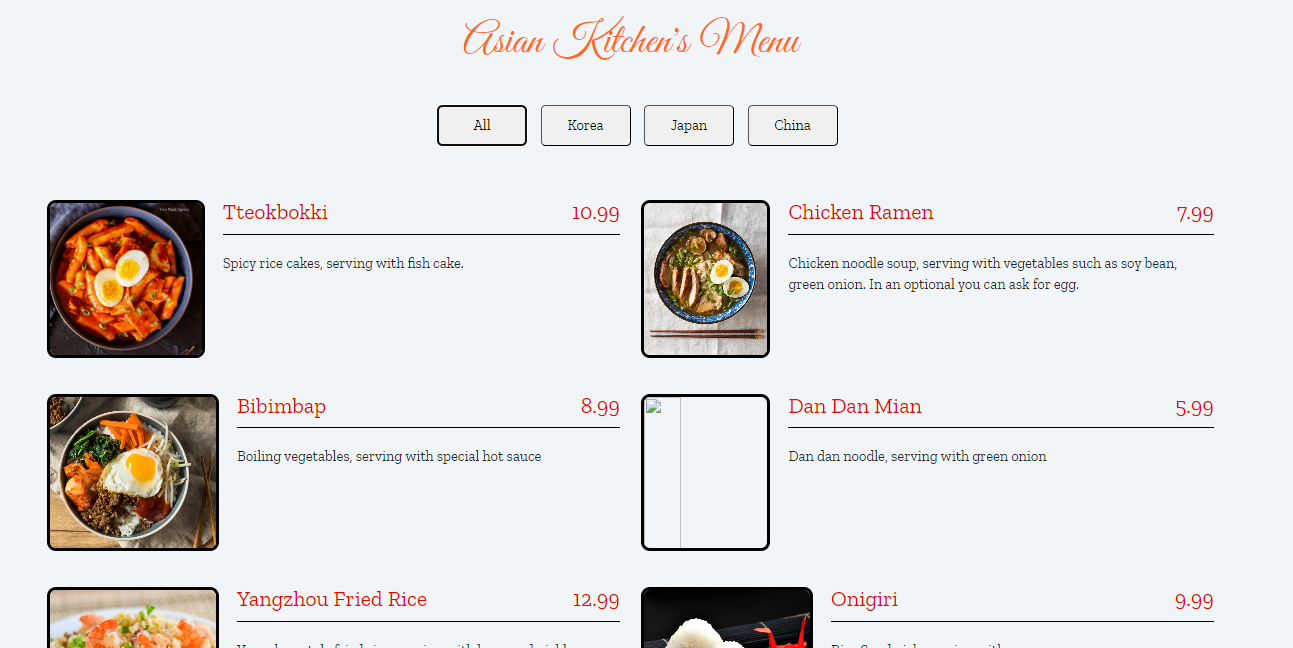 Asian Kitchen's Menu
All
Korea
Japan
China
Tteokbokki 10.99
Spicy rice cakes, serving with fish cake.
Chicken Ramen 7.99
Chicken noodle soup, serving with vegetables such as soy bean,
green onion. In an optional you can ask for egg.
Bibimbap 8.99
Boiling vegetables, serving with special hot sauce
Dan Dan Mian 5.99
Dan dan noodle, serving with green onion
Yangzhou Fried Rice 12.99
Onigiri 9.99